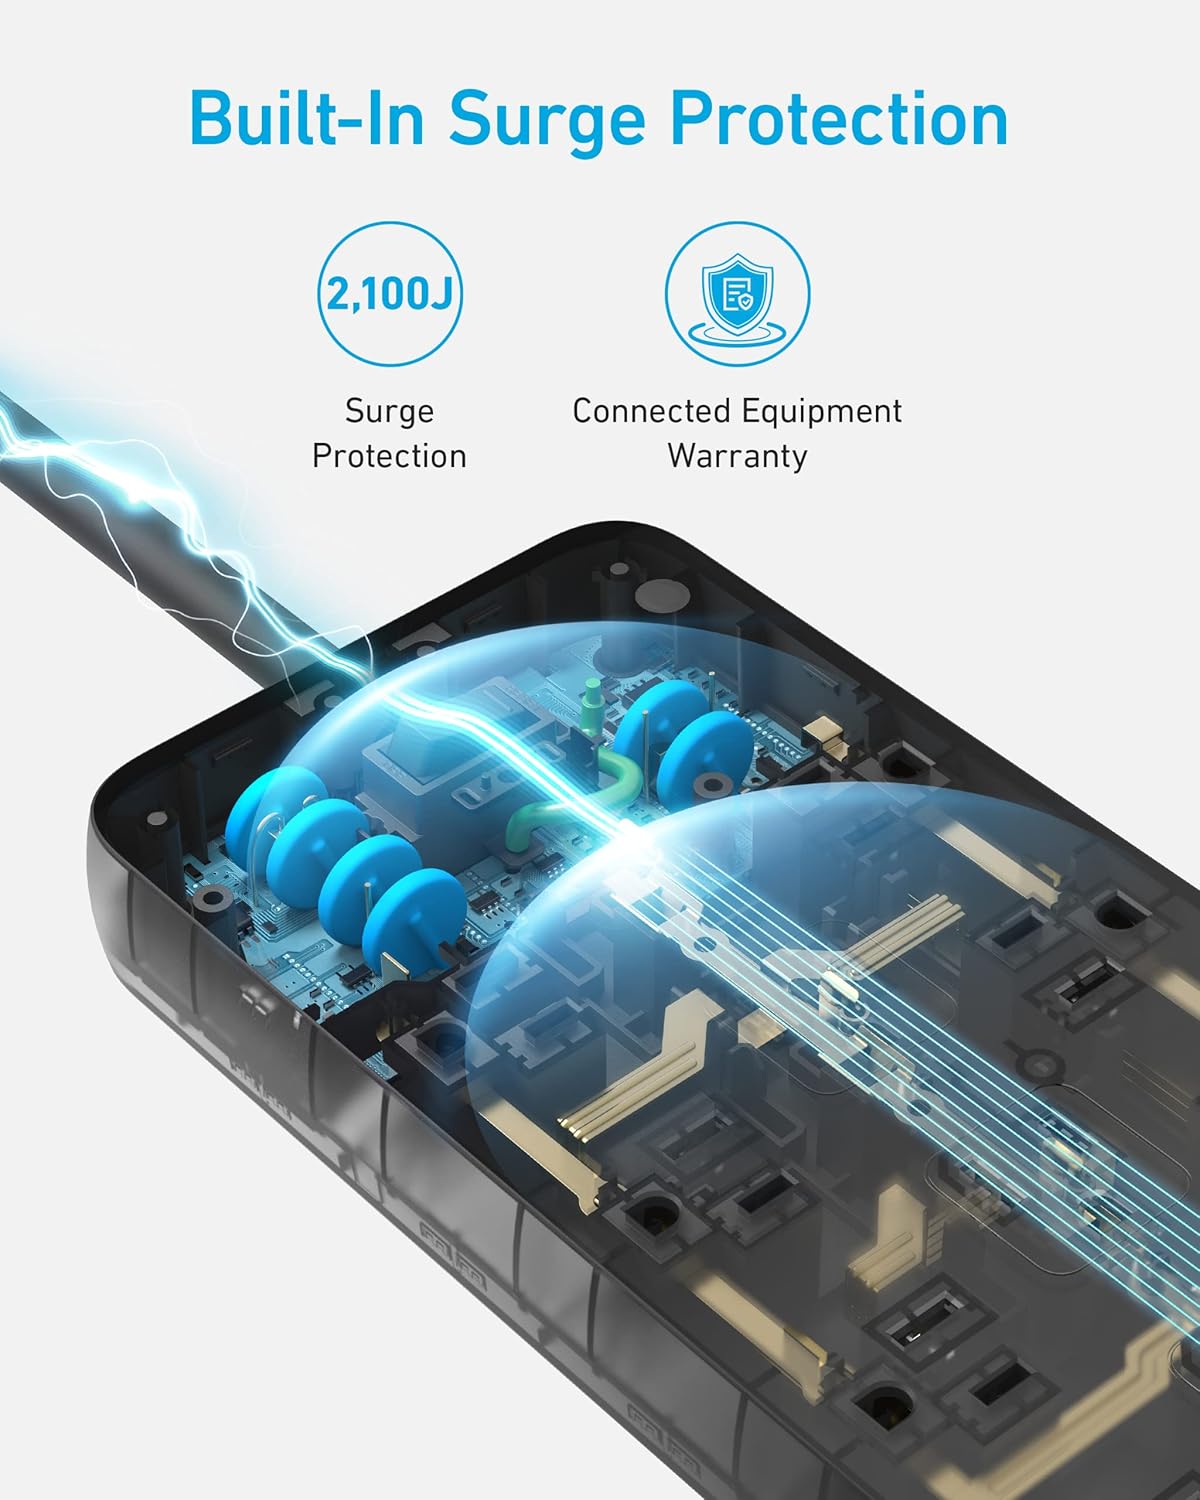 Built-In Surge Protection
2,100J
Surge
Protection
Connected Equipment
Warranty